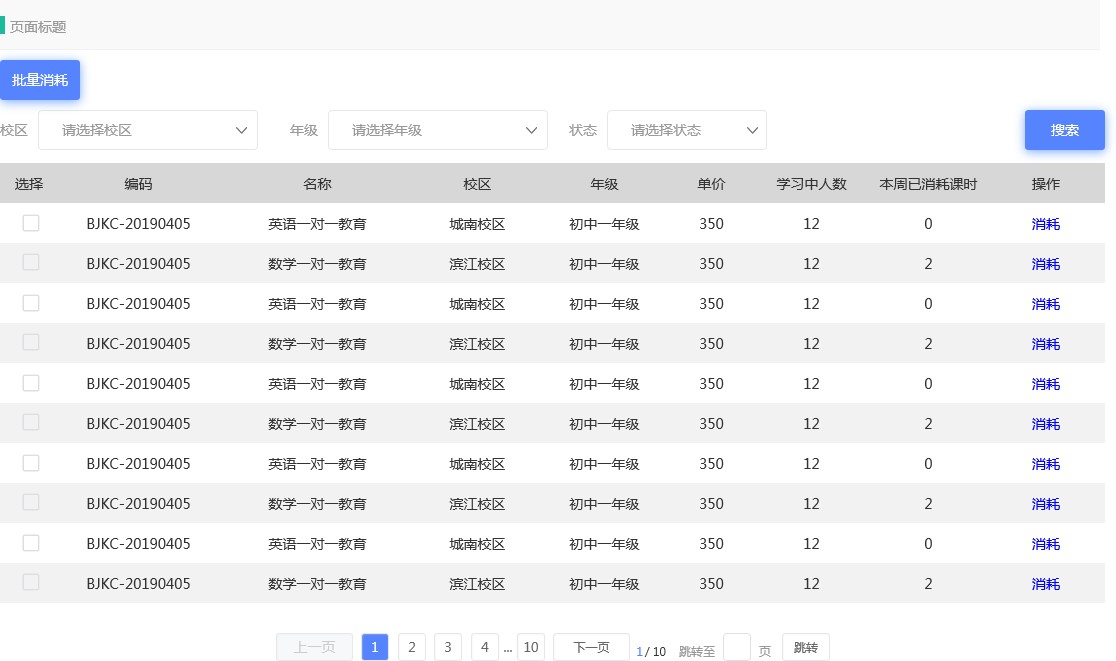 页面标题
批量消耗
校区 请选择校区 年级 请选择年级 状态 请选择状态 搜索
选择 编码 名称 校区 年级 单价 学习中人数 本周已消耗课时 操作
BJKC-20190405 英语一对一教育 城南校区 初中一年级 350 12 0 消耗
BJKC-20190405 数学一对一教育 滨江校区 初中一年级 350 12 2 消耗
BJKC-20190405 英语一对一教育 城南校区 初中一年级 350 12 0 消耗
BJKC-20190405 数学一对一教育 滨江校区 初中一年级 350 12 2 消耗
BJKC-20190405 英语一对一教育 城南校区 初中一年级 350 12 0 消耗
BJKC-20190405 数学一对一教育 滨江校区 初中一年级 350 12 2 消耗
BJKC-20190405 英语一对一教育 城南校区 初中一年级 350 12 0 消耗
BJKC-20190405 数学一对一教育 滨江校区 初中一年级 350 12 2 消耗
BJKC-20190405 英语一对一教育 城南校区 初中一年级 350 12 0 消耗
BJKC-20190405 数学一对一教育 滨江校区 初中一年级 350 12 2 消耗
上一页 1 2 3 4 ... 10 下一页 1/ 10 跳转至 页 跳转